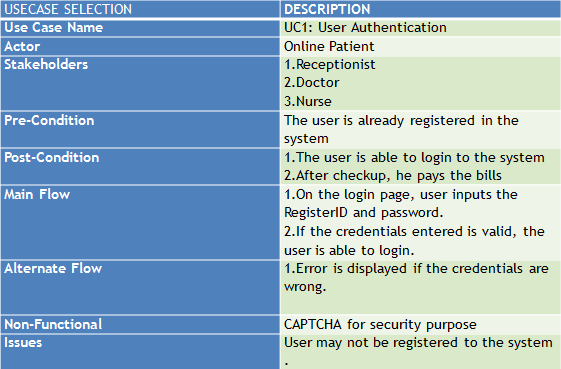 USECASE SELECTION DESCRIPTION
Use Case Name UC1: User Authentication
Actor Online Patient
Stakeholders 1.Receptionist
2.Doctor
3.Nurse
Pre-Condition The user is already registered in the
system
Post-Condition 1.The user is able to login to the system
2.After checkup, he pays the bills
Main Flow 1.On the login page, user inputs the
RegisterID and password.
2.If the credentials entered is valid, the
user is able to login.
Alternate Flow 1.Error is displayed if the credentials are
wrong.
Non-Functional CAPTCHA for security purpose
Issues User may not be registered to the system
.